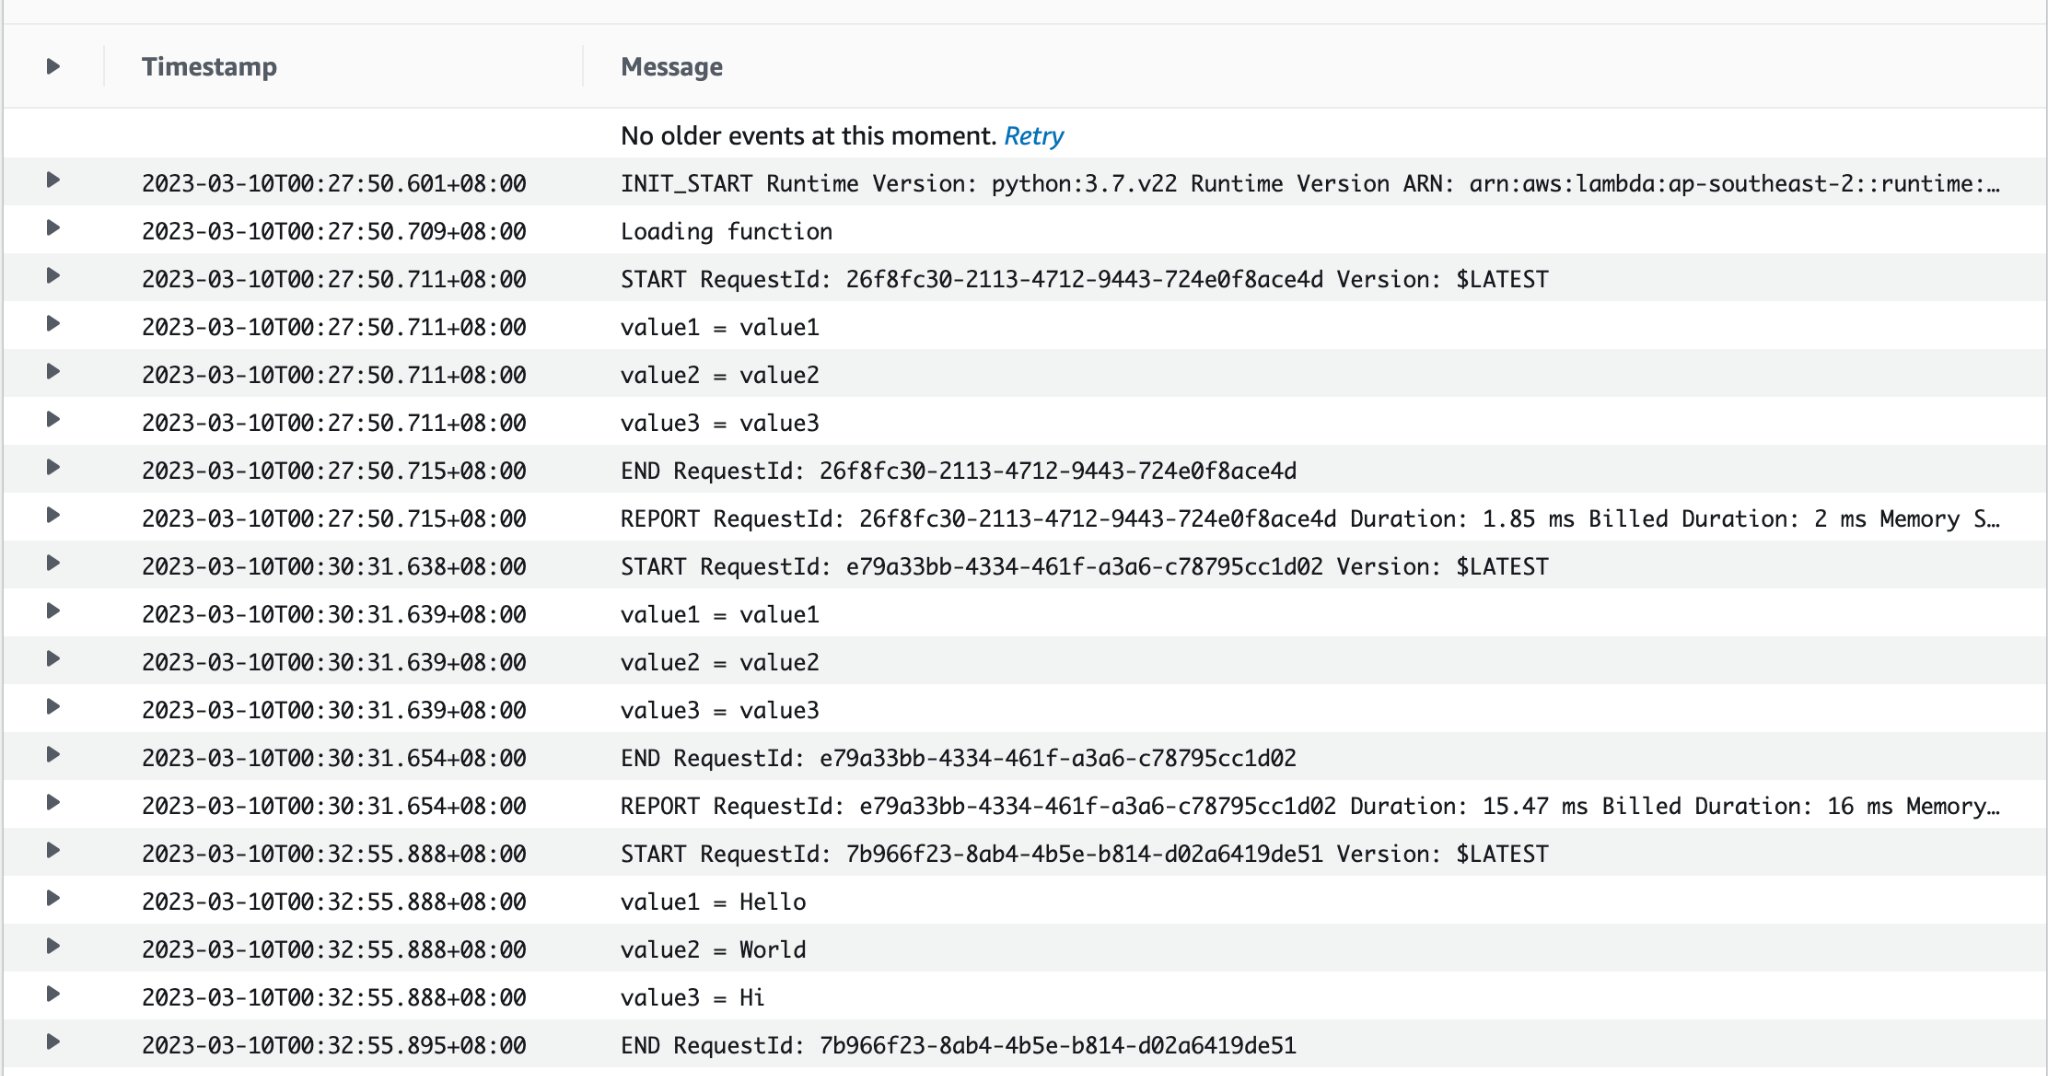 Timestamp Message
No older events at this moment. Retry
2023-03-10T00:27:50.601+08:00 INIT_START Runtime Version: python:3.7.v22 Runtime Version ARN: arn:aws:lambda:ap-southeast-2::runtime:…
2023-03-10T00:27:50.709+08:00 Loading function
2023-03-10T00:27:50.711+08:00 START RequestId: 26f8fc30-2113-4712-9443-724e0f8ace4d Version: $LATEST
2023-03-10T00:27:50.711+08:00 value1 = value1
2023-03-10T00:27:50.711+08:00 value2 = value2
2023-03-10T00:27:50.711+08:00 value3 = value3
2023-03-10T00:27:50.715+08:00 END RequestId: 26f8fc30-2113-4712-9443-724e0f8ace4d
2023-03-10T00:27:50.715+08:00 REPORT RequestId: 26f8fc30-2113-4712-9443-724e0f8ace4d Duration: 1.85 ms Billed Duration: 2 ms Memory S…
2023-03-10T00:30:31.638+08:00 START RequestId: e79a33bb-4334-461f-a3a6-c78795cc1d02 Version: $LATEST
2023-03-10T00:30:31.639+08:00 value1 = value1
2023-03-10T00:30:31.639+08:00 value2 = value2
2023-03-10T00:30:31.639+08:00 value3 = value3
2023-03-10T00:30:31.654+08:00 END RequestId: e79a33bb-4334-461f-a3a6-c78795cc1d02
2023-03-10T00:30:31.654+08:00 REPORT RequestId: e79a33bb-4334-461f-a3a6-c78795cc1d02 Duration: 15.47 ms Billed Duration: 16 ms Memory…
2023-03-10T00:32:55.888+08:00 START RequestId: 7b966f23-8ab4-4b5e-b814-d02a6419de51 Version: $LATEST
2023-03-10T00:32:55.888+08:00 value1 = Hello
2023-03-10T00:32:55.888+08:00 value2 = World
2023-03-10T00:32:55.888+08:00 value3 = Hi
2023-03-10T00:32:55.895+08:00 END RequestId: 7b966f23-8ab4-4b5e-b814-d02a6419de51